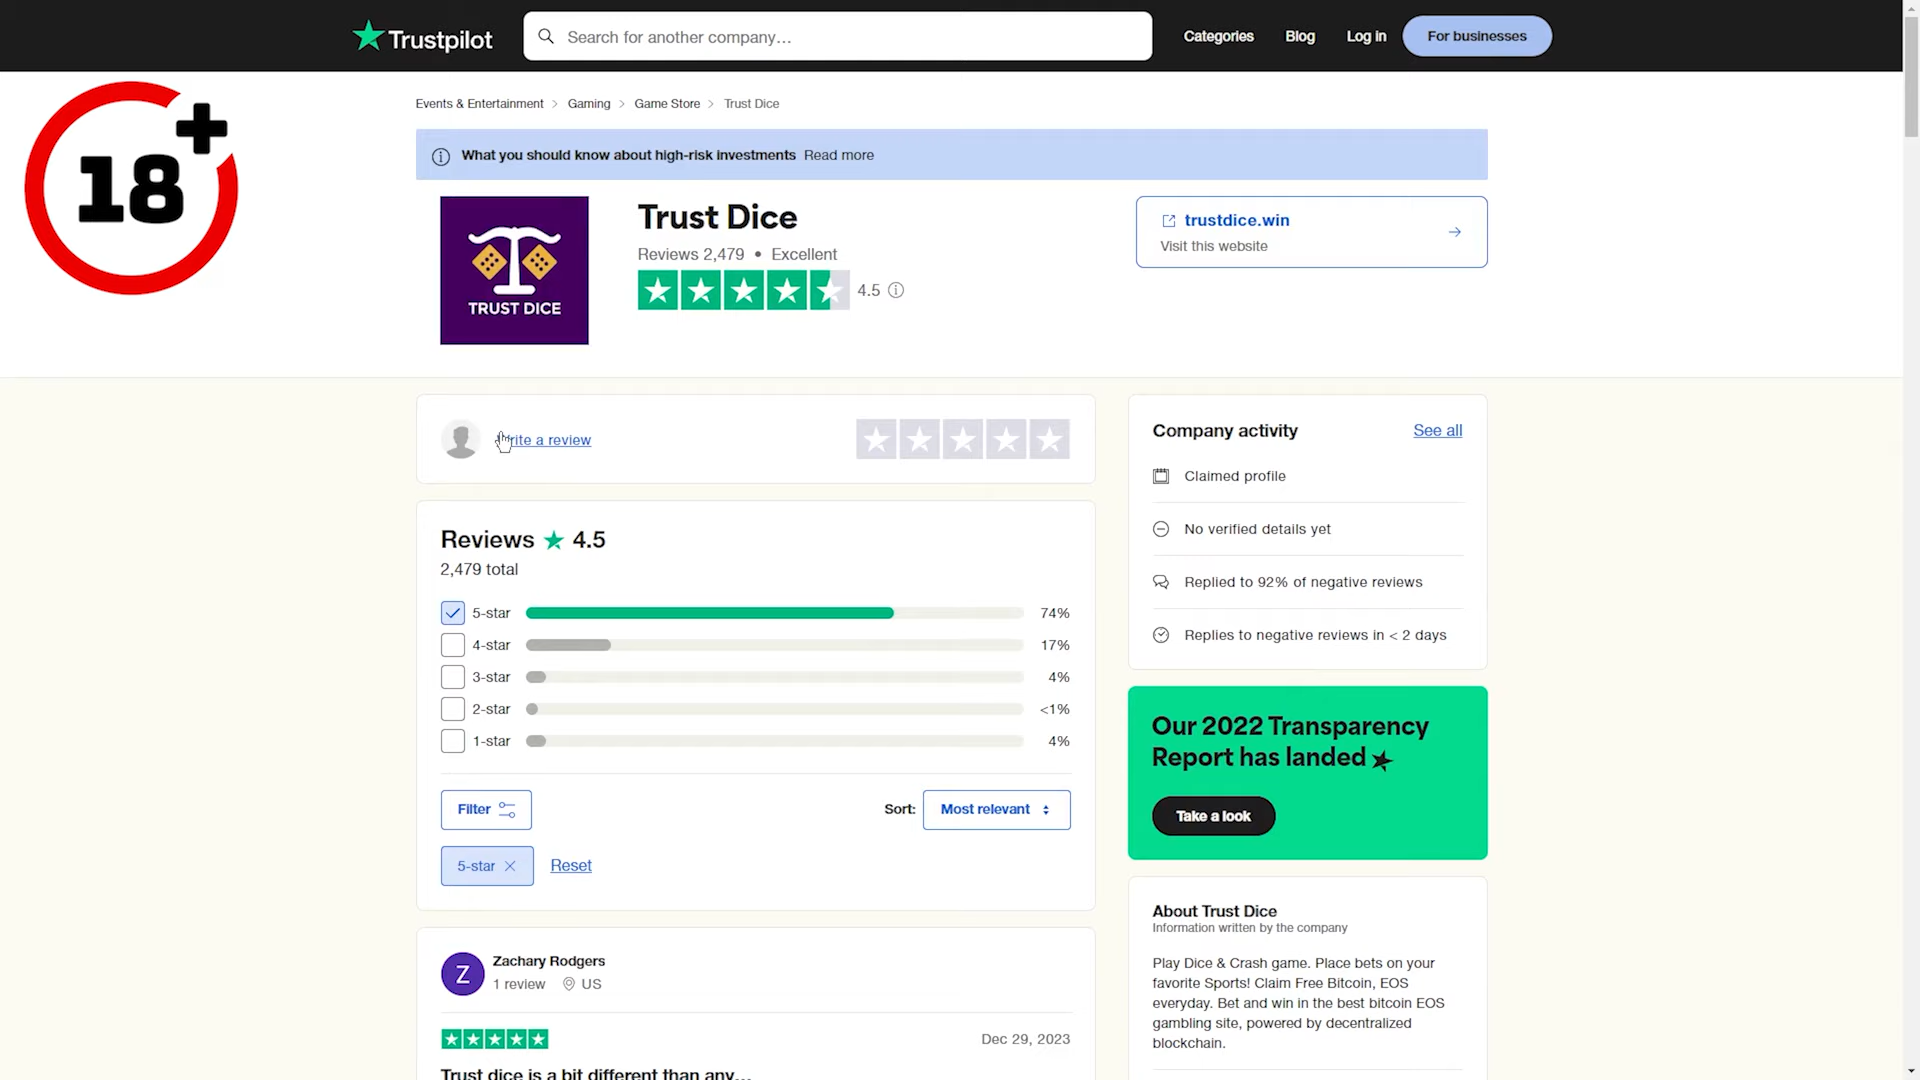 Trustpilot
Search for another company...
Categories
Blog
Log in
For businesses
18+
Events & Entertainment > Gaming > Game Store > Trust Dice
What you should know about high-risk investments Read more
TRUST DICE
Trust Dice
Reviews 2,479 • Excellent
4.5
trustdice.win
Visit this website
rite a review
Reviews ★ 4.5
2,479 total
5-star 74%
4-star 17%
3-star 4%
2-star <1%
1-star 4%
Filter
Sort: Most relevant
5-star
Reset
Z
Zachary Rodgers
1 review US
Dec 29, 2023
Trust dice is a bit different than any...
Company activity
See all
Claimed profile
No verified details yet
Replied to 92% of negative reviews
Replies to negative reviews in < 2 days
Our 2022 Transparency
Report has landed
Take a look
About Trust Dice
Information written by the company
Play Dice & Crash game. Place bets on your
favorite Sports! Claim Free Bitcoin, EOS
everyday. Bet and win in the best bitcoin EOS
gambling site, powered by decentralized
blockchain.